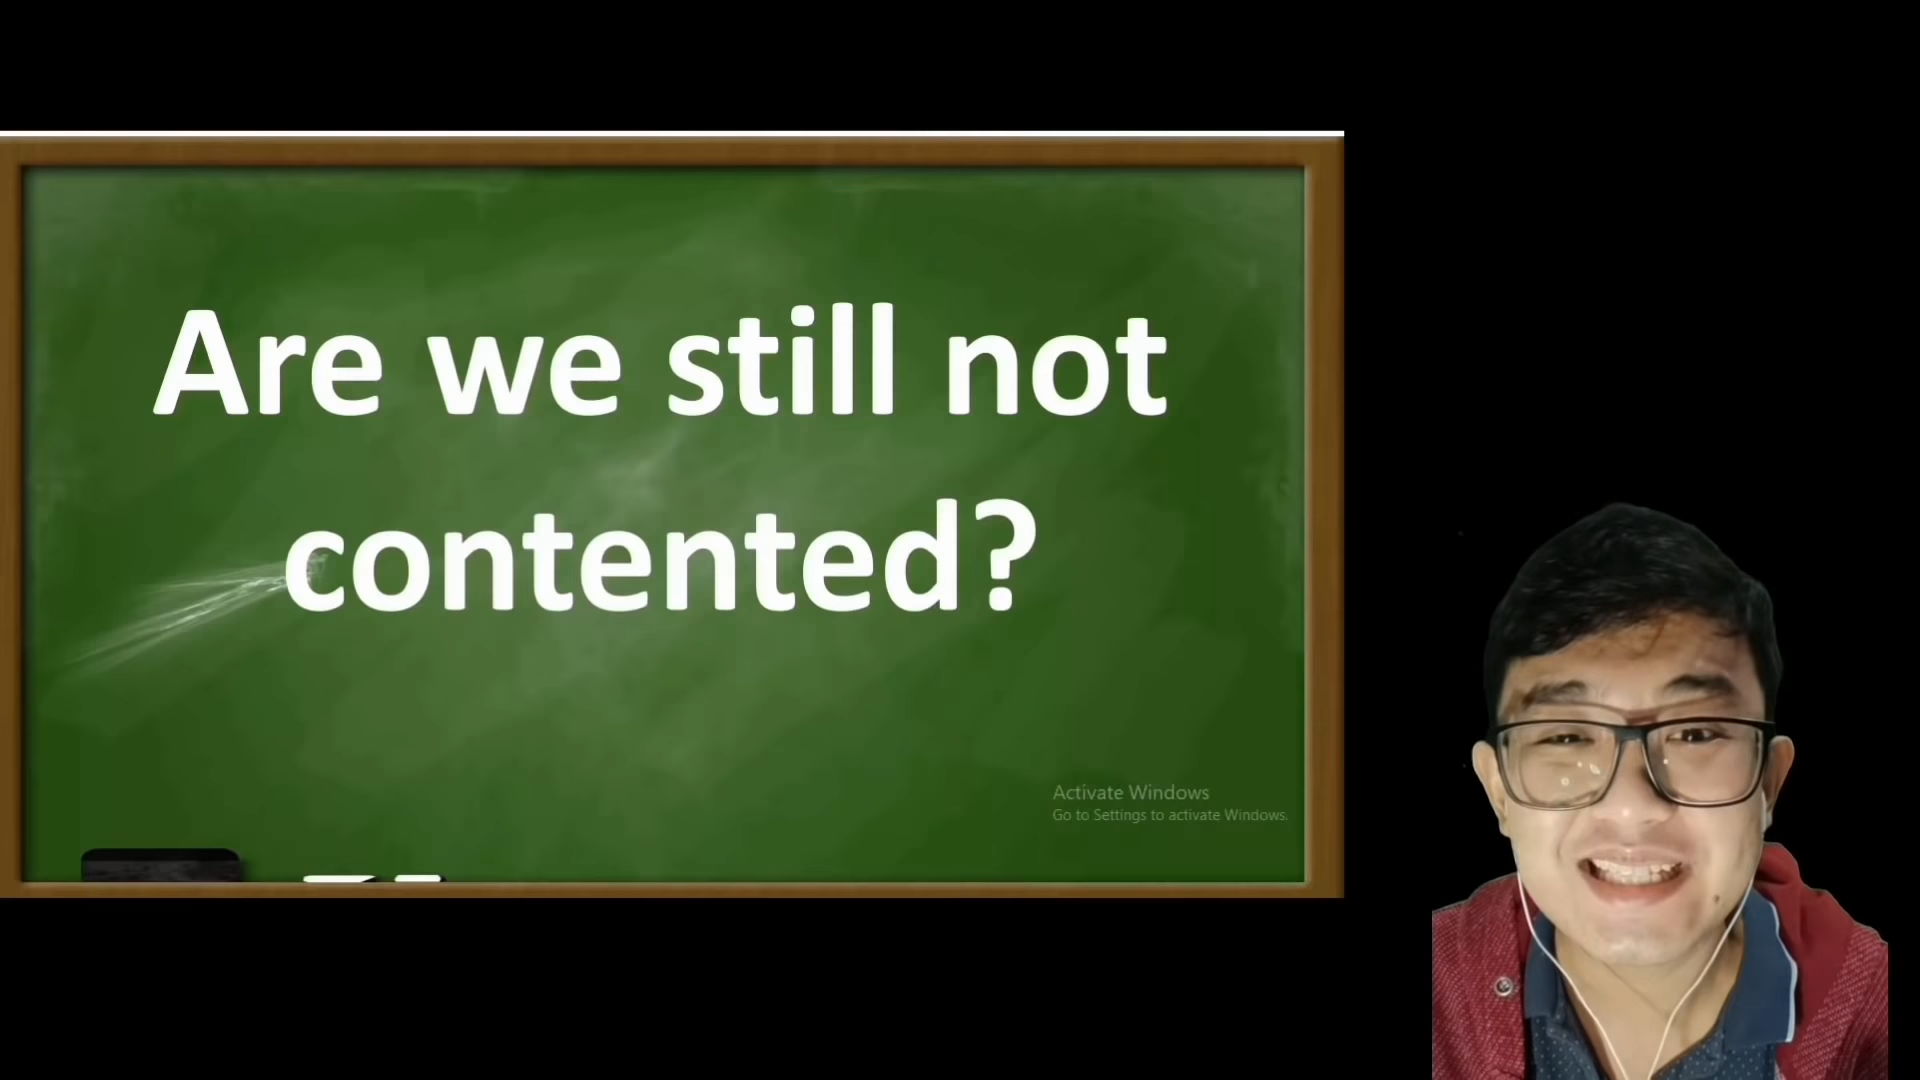 Are we still not
contented?
Activate Windows
Go to Settings to activate Windows.